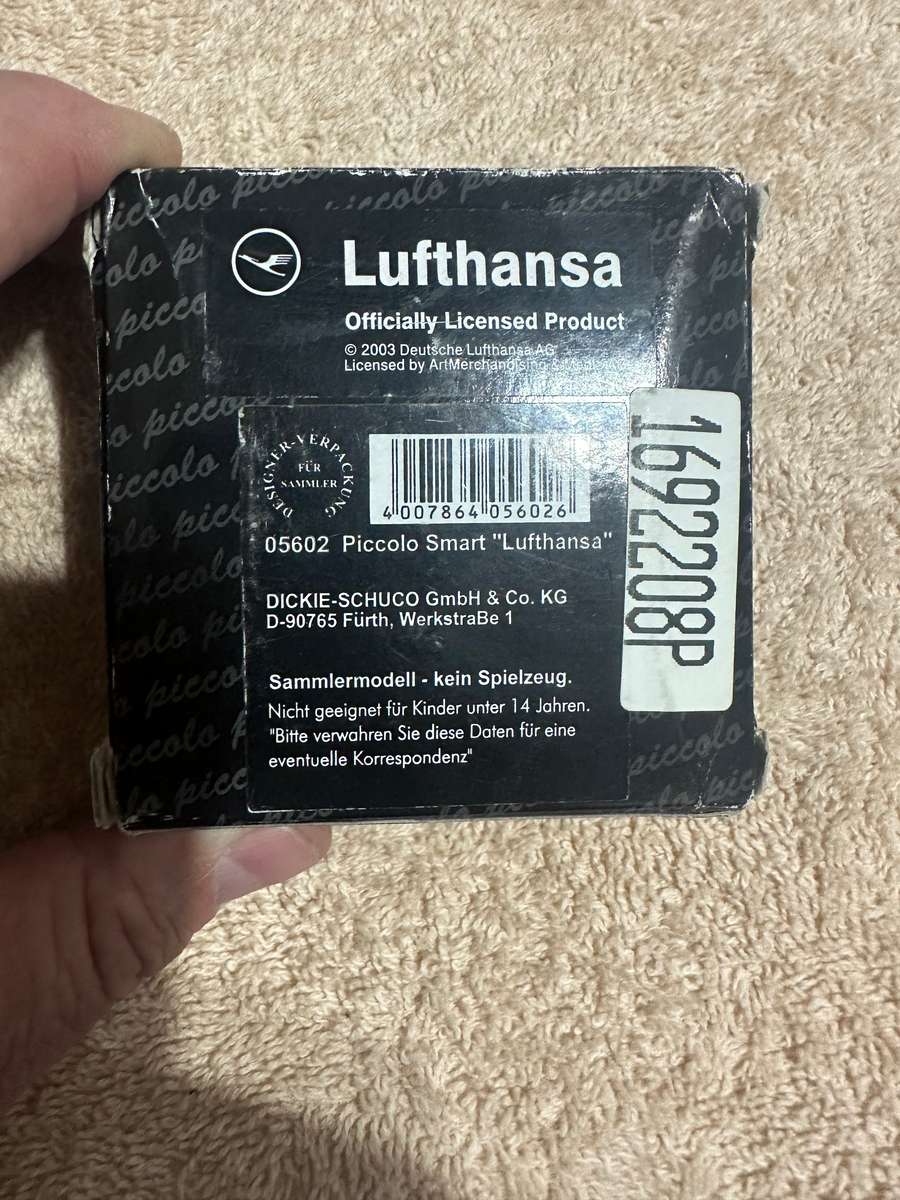 Lufthansa
Officially Licensed Product
© 2003 Deutsche Lufthansa AG
Licensed by ArtMerchandising &
DESIGNER-VERPACKUNG
FÜR
SAMMLER
4 007864 056026
05602 Piccolo Smart "Lufthansa"
DICKIE-SCHUCO GmbH & Co. KG
D-90765 Fürth, WerkstraBe 1
Sammlermodell - kein Spielzeug.
Nicht geeignet für Kinder unter 14 Jahren.
"Bitte verwahren Sie diese Daten für eine
eventuelle Korrespondenz"
1692208P
piccolo